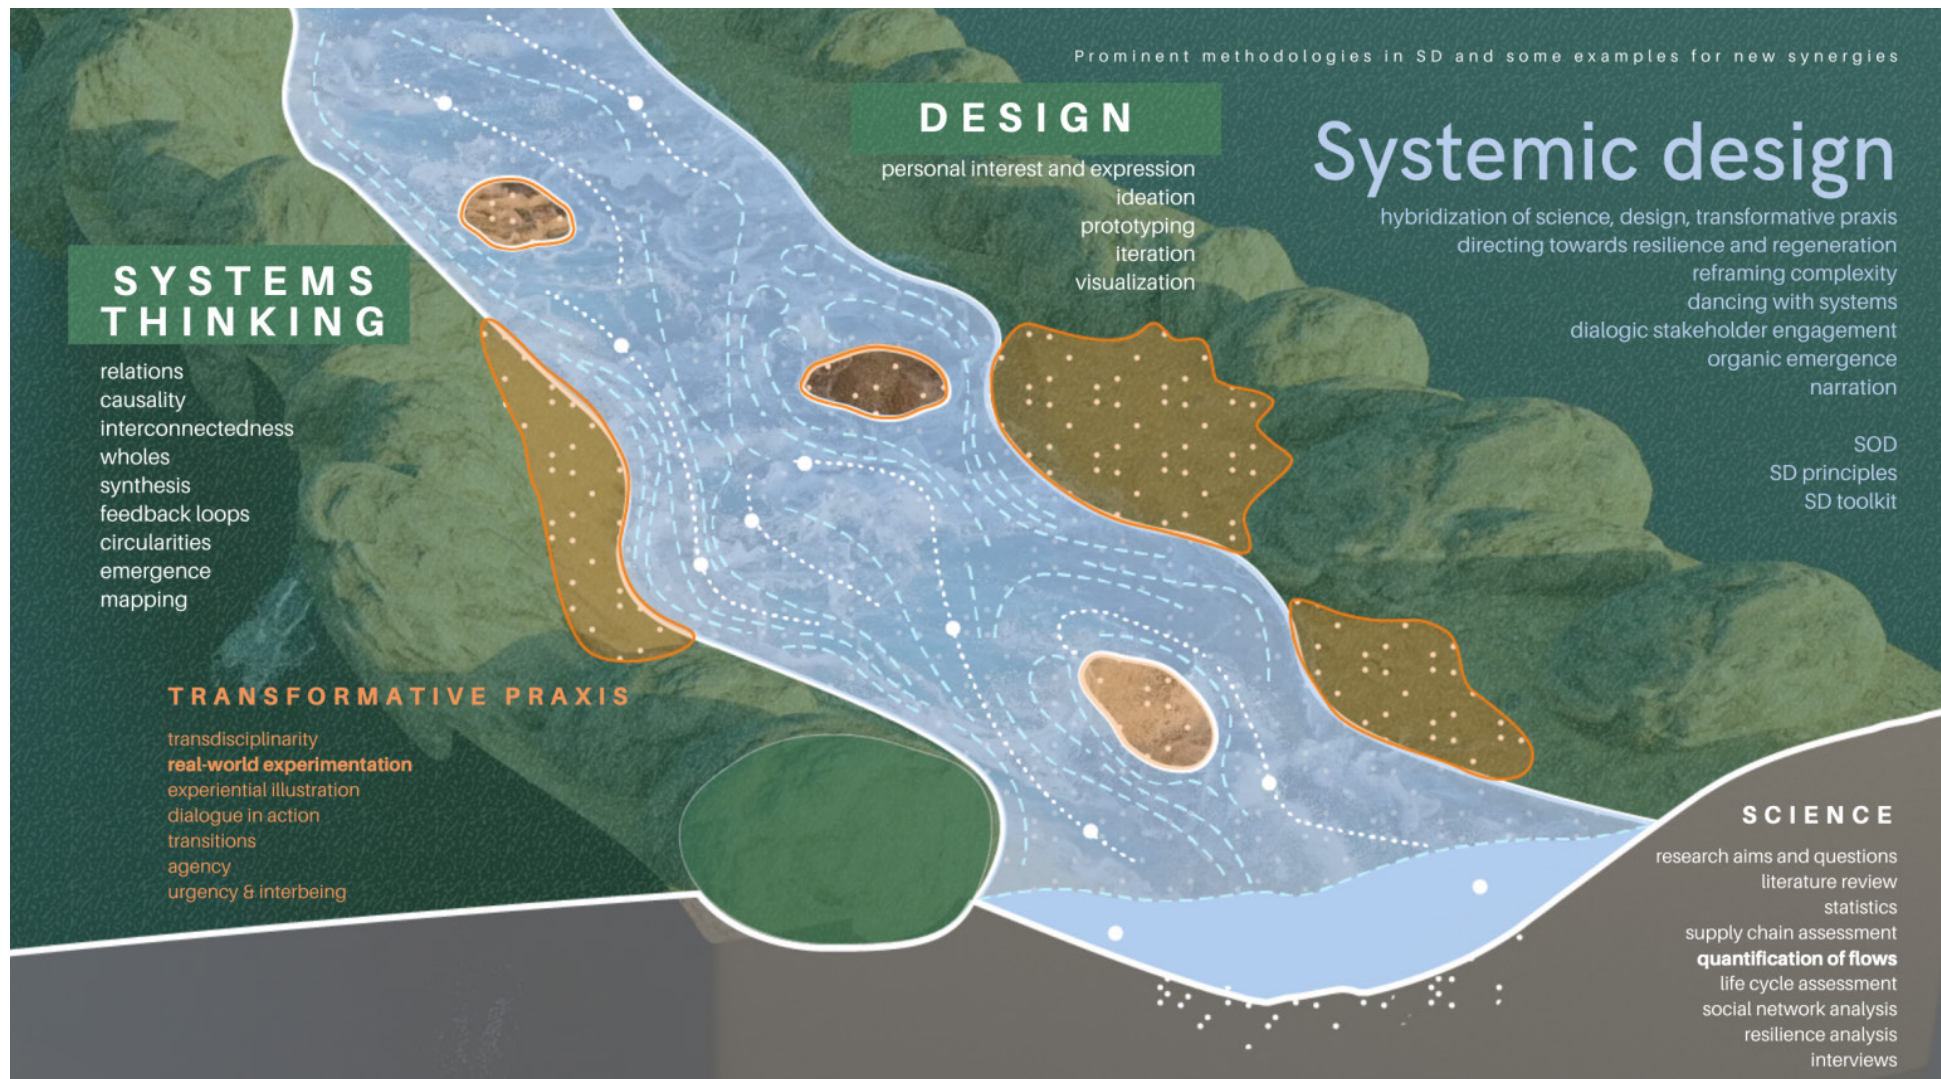 Prominent methodologies in SD and some examples for new synergies
DESIGN
personal interest and expression
ideation
prototyping
iteration
visualization
Systemic design
hybridization of science, design, transformative praxis
directing towards resilience and regeneration
reframing complexity
dancing with systems
dialogic stakeholder engagement
organic emergence
narration
SOD
SD principles
SD toolkit
SYSTEMS
THINKING
relations
causality
interconnectedness
wholes
synthesis
feedback loops
circularities
emergence
mapping
TRANSFORMATIVE PRAXIS
transdisciplinarity
real-world experimentation
experiential illustration
dialogue in action
transitions
agency
urgency & interbeing
SCIENCE
research aims and questions
literature review
statistics
supply chain assessment
quantification of flows
life cycle assessment
social network analysis
resilience analysis
interviews